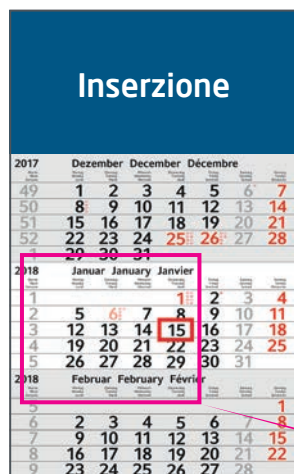 Inserzione
2017 Dezember December Décembre
49 1 2 3 4 5 6 7
50 8 9 10 11 12 13 14
51 15 16 17 18 19 20 21
52 22 23 24 25 26 27 28
1 29 30 31
2018 Januar January Janvier
1 1 2 3 4
2 5 6 7 8 9 10 11
3 12 13 14 15 16 17 18
4 19 20 21 22 23 24 25
5 26 27 28 29 30 31
2018 Februar February Février
5 1
6 2 3 4 5 6 7 8
7 9 10 11 12 13 14 15
8 16 17 18 19 20 21 22
9 23 24 25 26 27 28